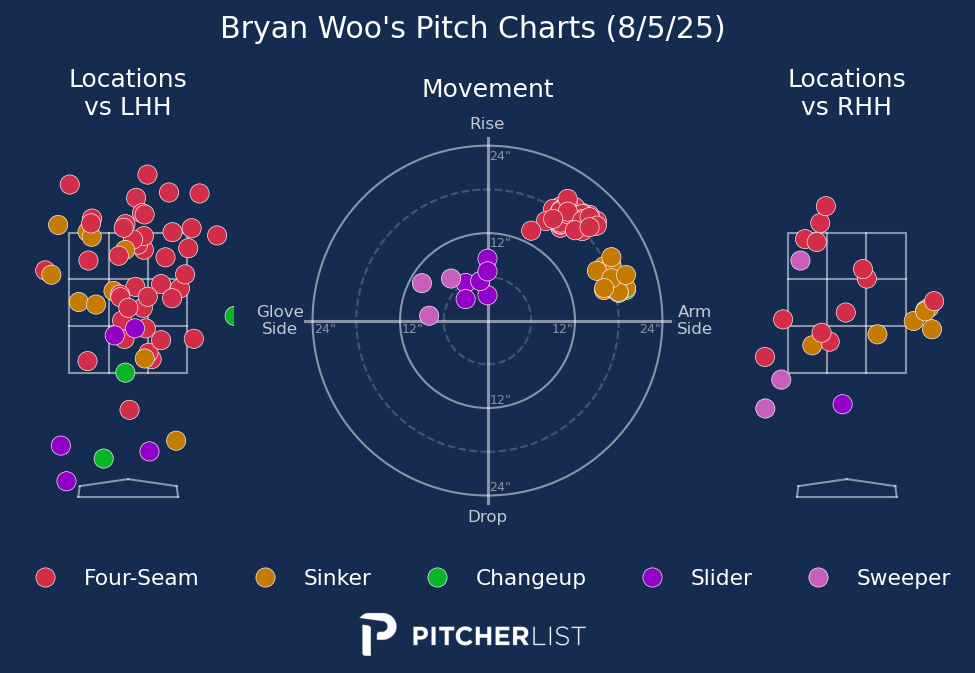 Bryan Woo's Pitch Charts (8/5/25)
Locations
vs LHH
Movement
Locations
vs RHH
Rise
24"
12"
Glove
Side
24"
12"
12"
24"
Arm
Side
12"
24"
Drop
Four-Seam
Sinker
Changeup
Slider
Sweeper
PITCHERLIST